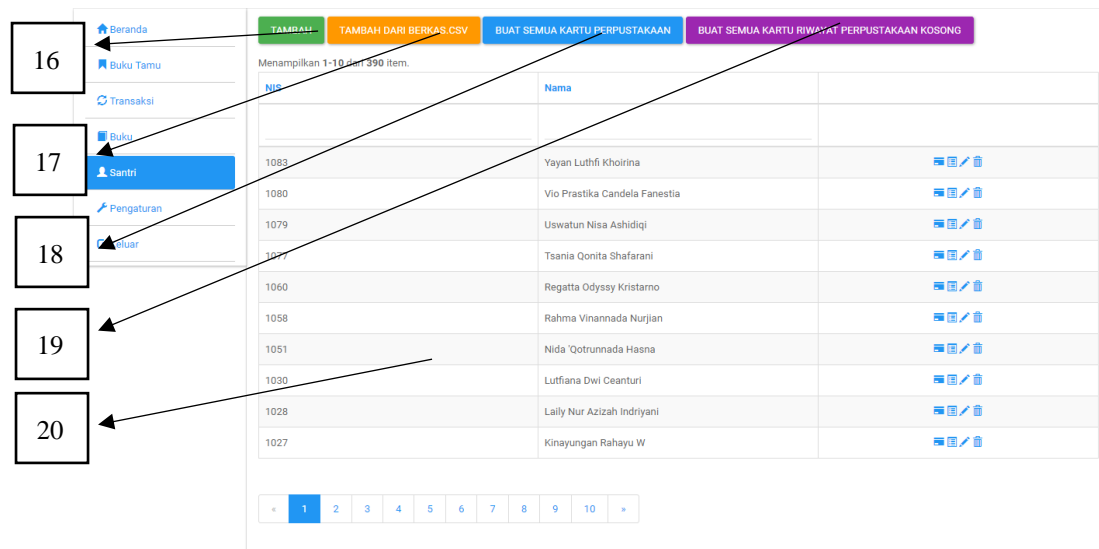 16
17
18
19
20
Beranda
Buku Tamu
Transaksi
Buku
Santri
Pengaturan
Keluar
TAMBAH TAMBAH DARI BERKAS.CSV BUAT SEMUA KARTU PERPUSTAKAAN BUAT SEMUA KARTU RIWAYAT PERPUSTAKAAN KOSONG
Menampilkan 1-10 dari 390 item.
NIS Nama
1083 Yayan Luthfi Khoirina
1080 Vio Prastika Candela Fanestia
1079 Uswatun Nisa Ashidiqi
1077 Tsania Qonita Shafarani
1060 Regatta Odyssy Kristarno
1058 Rahma Vinannada Nurjian
1051 Nida 'Qotrunnada Hasna
1030 Lutfiana Dwi Ceanturi
1028 Laily Nur Azizah Indriyani
1027 Kinayungan Rahayu W
« 1 2 3 4 5 6 7 8 9 10 »